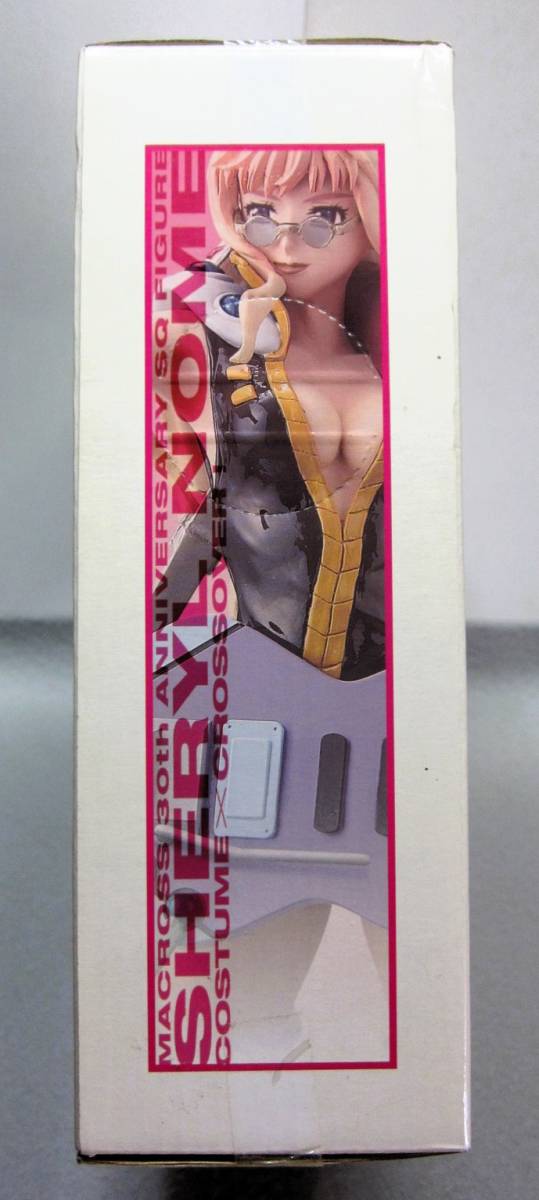 MACROSS 30th ANNIVERSARY SQ FIGURE
SHERYL NOME
COSTUME × CROSSOVER!